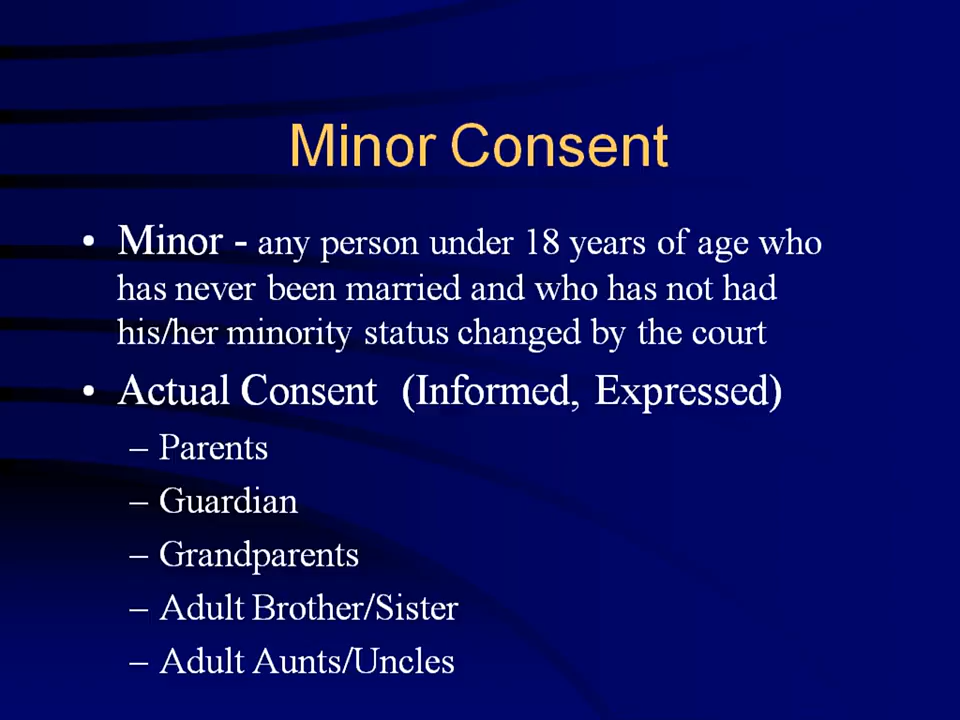 Minor Consent
• Minor - any person under 18 years of age who
has never been married and who has not had
his/her minority status changed by the court
• Actual Consent (Informed, Expressed)
– Parents
– Guardian
– Grandparents
– Adult Brother/Sister
– Adult Aunts/Uncles